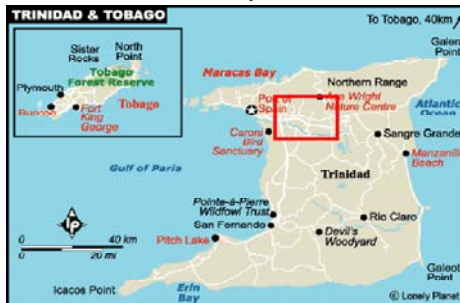 TRINIDAD & TOBAGO
To Tobago, 40km
North
Point
Sister
Rocks
Tobago
Forest Reserve
Plymouth
Tobago
Buccoo
Fort
King
George
Maracas Bay
Northern Range
Galera
Point
Port of
Spain
Asa Wright
Nature Centre
Atlantic
Ocean
Caroni
Bird
Sanctuary
Sangre Grande
Manzanilla
Beach
Gulf of Paria
Trinidad
Pointe-à-Pierre
Wildfowl Trust
San Fernando
Rio Claro
Pitch Lake
Devil's
Woodyard
0 40 km
0 20 mi
Icacos Point
Erin
Bay
Galeota
Point
© Lonely Planet